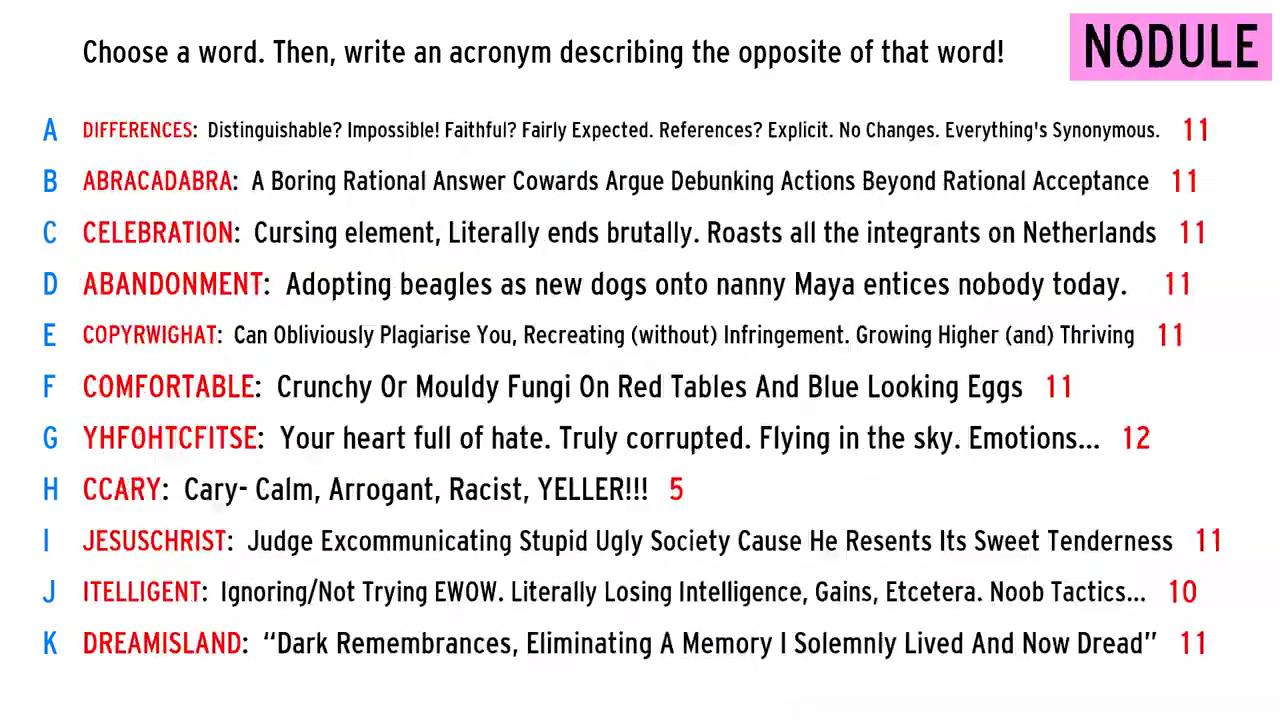 Choose a word. Then, write an acronym describing the opposite of that word!
NODULE
A DIFFERENCES: Distinguishable? Impossible! Faithful? Fairly Expected. References? Explicit. No Changes. Everything's Synonymous. 11
B ABRACADABRA: A Boring Rational Answer Cowards Argue Debunking Actions Beyond Rational Acceptance 11
C CELEBRATION: Cursing element, Literally ends brutally. Roasts all the integrants on Netherlands 11
D ABANDONMENT: Adopting beagles as new dogs onto nanny Maya entices nobody today. 11
E COPYRWIGHAT: Can Obliviously Plagiarise You, Recreating (without) Infringement. Growing Higher (and) Thriving 11
F COMFORTABLE: Crunchy Or Mouldy Fungi On Red Tables And Blue Looking Eggs 11
G YHFOHTCFITSE: Your heart full of hate. Truly corrupted. Flying in the sky. Emotions... 12
H CCARY: Cary- Calm, Arrogant, Racist, YELLER!!! 5
I JESUSCHRIST: Judge Excommunicating Stupid Ugly Society Cause He Resents Its Sweet Tenderness 11
J ITELLIGENT: Ignoring/Not Trying EWOW. Literally Losing Intelligence, Gains, Etcetera. Noob Tactics... 10
K DREAMISLAND: “Dark Remembrances, Eliminating A Memory I Solemnly Lived And Now Dread” 11